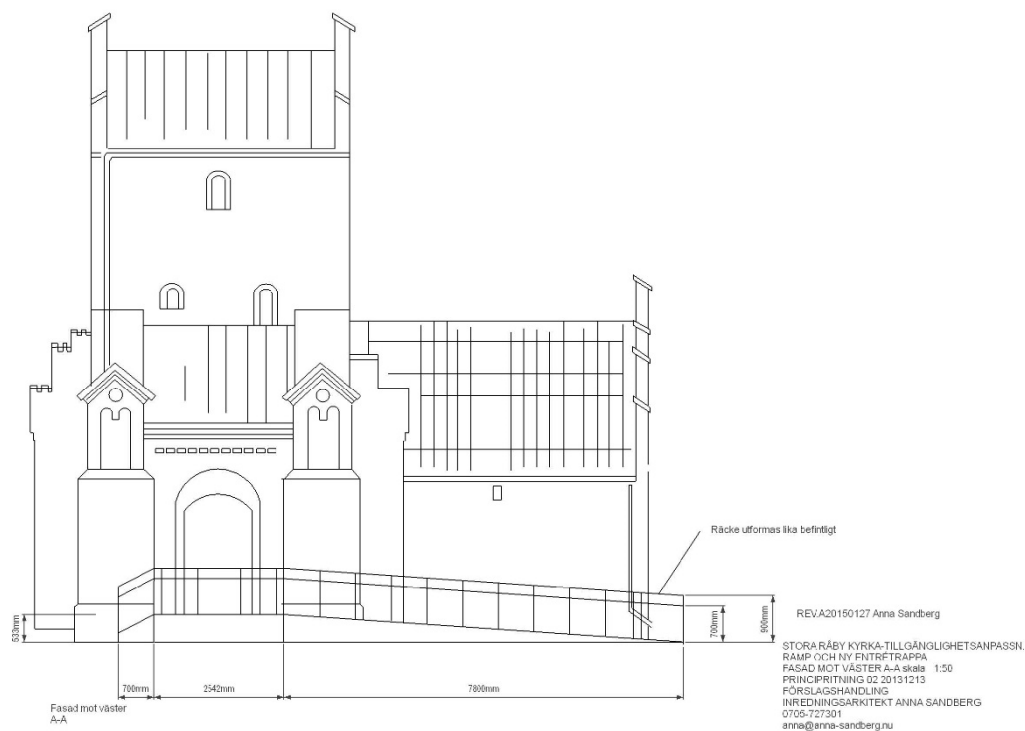 Räcke utformas lika befintligt
REV.A20150127 Anna Sandberg
533mm
700mm
900mm
STORA RÅBY KYRKA-TILLGÄNGLIGHETSANPASSN.
RAMP OCH NY ENTRÉTRAPPA
FASAD MOT VÄSTER A-A skala 1:50
PRINCIPRITNING 02 20131213
FÖRSLAGSHANDLING
INREDNINGSARKITEKT ANNA SANDBERG
0705-727301
anna@anna-sandberg.nu
700mm 2542mm 7800mm
Fasad mot väster
A-A